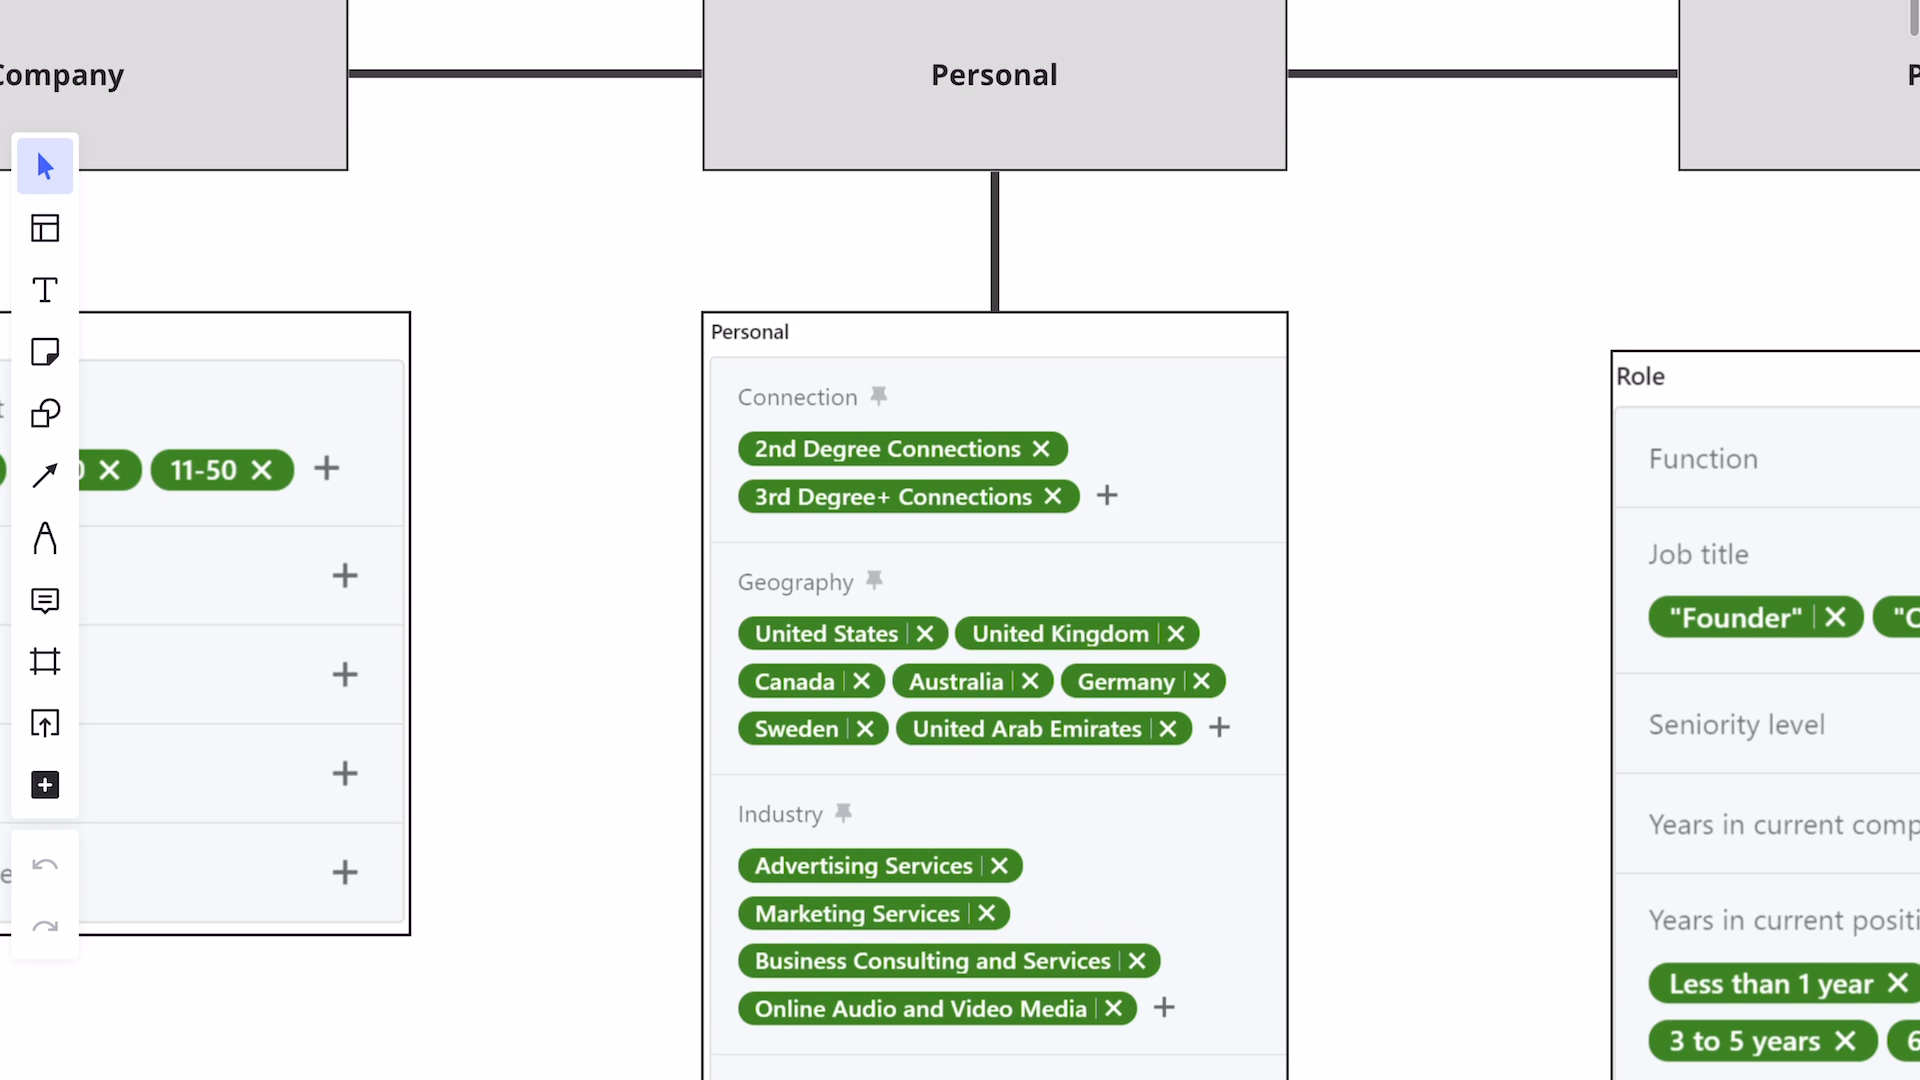 Company
Personal
11-50
Personal
Connection
2nd Degree Connections
3rd Degree+ Connections
Geography
United States United Kingdom
Canada Australia Germany
Sweden United Arab Emirates
Industry
Advertising Services
Marketing Services
Business Consulting and Services
Online Audio and Video Media
Role
Function
Job title
"Founder"
Seniority level
Years in current
Years in current
Less than 1 year
3 to 5 years